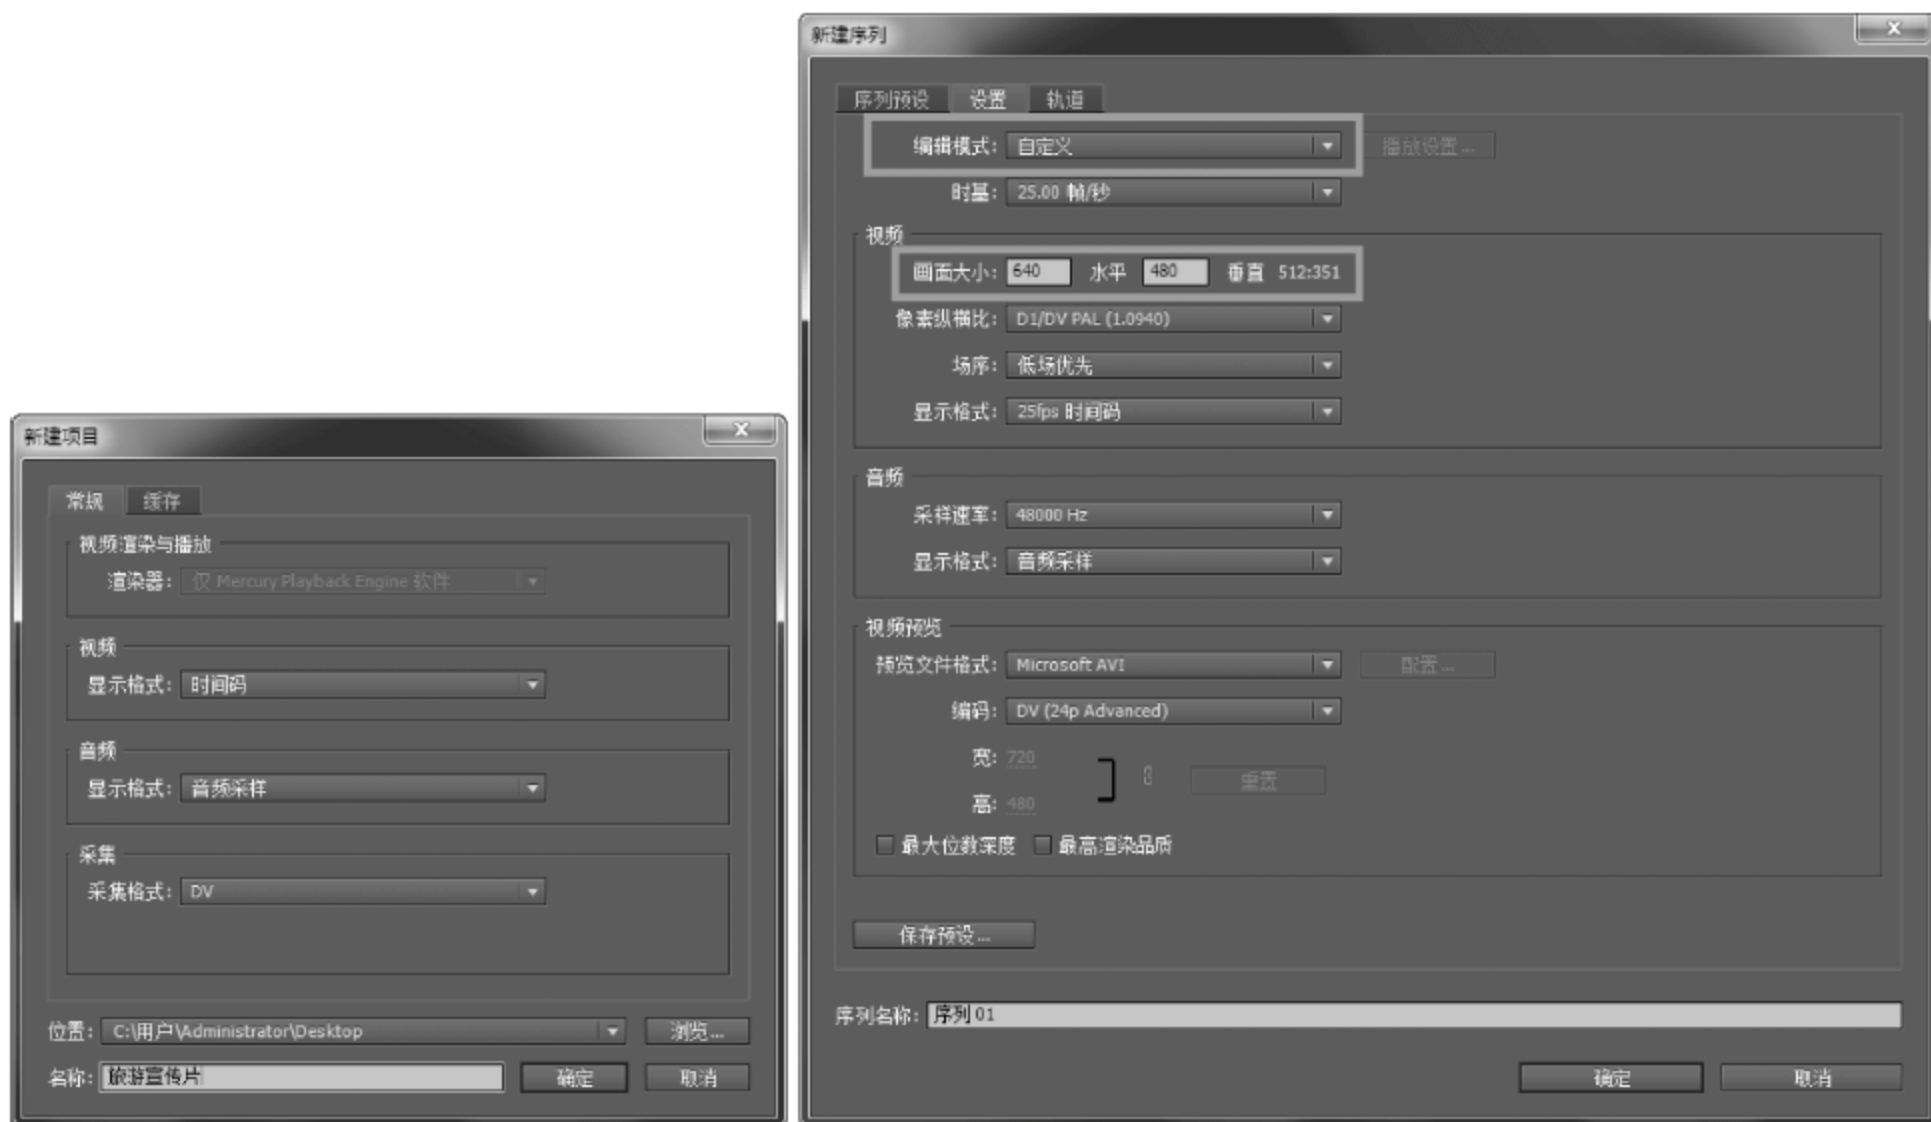 新建项目
常规 缓存
视频渲染与播放
渲染器: 仅 Mercury Playback Engine 软件
视频
显示格式: 时间码
音频
显示格式: 音频采样
采集
采集格式: DV
位置: C:\用户\Administrator\Desktop 浏览...
名称: 旅游宣传片 确定 取消
新建序列
序列预设 设置 轨道
编辑模式: 自定义 播放设置...
时基: 25.00 帧/秒
视频
画面大小: 640 水平 480 垂直 512:351
像素纵横比: D1/DV PAL (1.0940)
场序: 低场优先
显示格式: 25fps 时间码
音频
采样速率: 48000 Hz
显示格式: 音频采样
视频预览
预览文件格式: Microsoft AVI 配置...
编码: DV (24p Advanced)
宽: 720
高: 480
重置
最大位数深度 最高渲染品质
保存预设...
序列名称: 序列 01
确定 取消